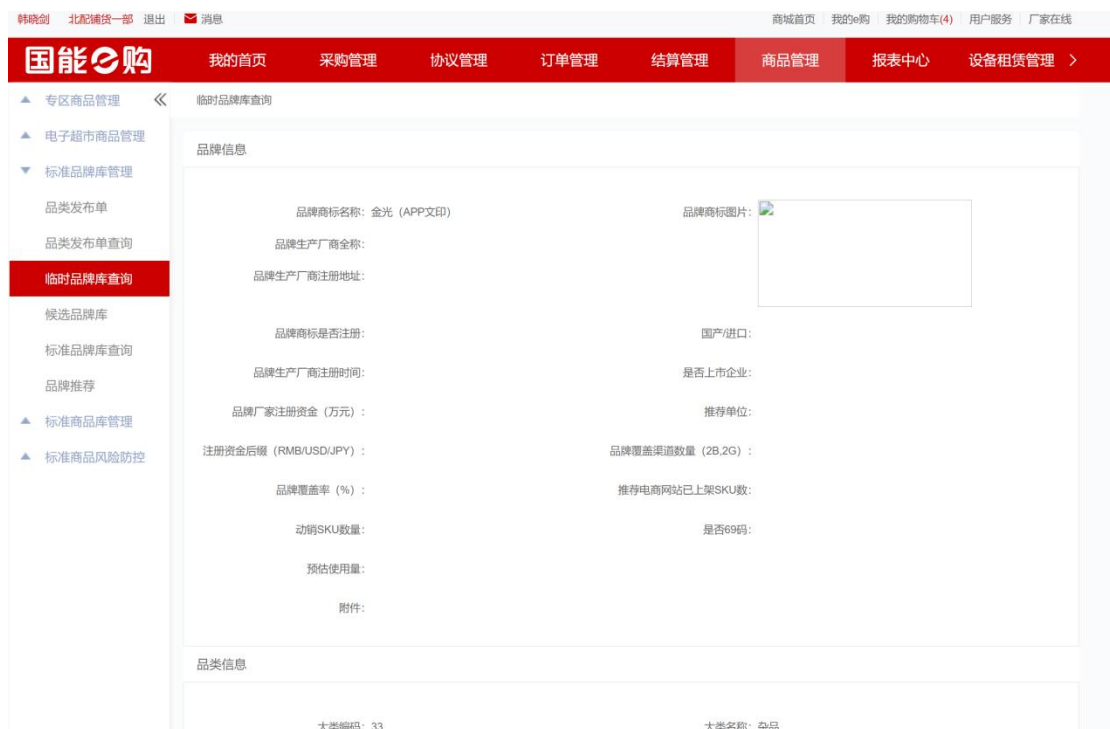 韩晓剑 北配铺货一部 退出 消息 商城首页 我的e购 我的购物车(4) 用户服务 厂家在线
国能e购 我的首页 采购管理 协议管理 订单管理 结算管理 商品管理 报表中心 设备租赁管理
专区商品管理
临时品牌库查询
电子超市商品管理
品牌信息
标准品牌库管理
品类发布单
品牌商标名称: 金光（APP文印） 品牌商标图片:
品类发布单查询
品牌生产厂商全称:
临时品牌库查询
品牌生产厂商注册地址:
候选品牌库
品牌商标是否注册: 国产/进口:
标准品牌库查询
品牌生产厂商注册时间: 是否上市企业:
品牌推荐
品牌厂家注册资金（万元）: 推荐单位:
标准商品库管理
注册资金后缀（RMB/USD/JPY）: 品牌覆盖渠道数量（2B,2G）:
标准商品风险防控
品牌覆盖率（%）: 推荐电商网站已上架SKU数:
动销SKU数量: 是否69码:
预估使用量:
附件:
品类信息
大类编码: 33 大类名称: 杂品